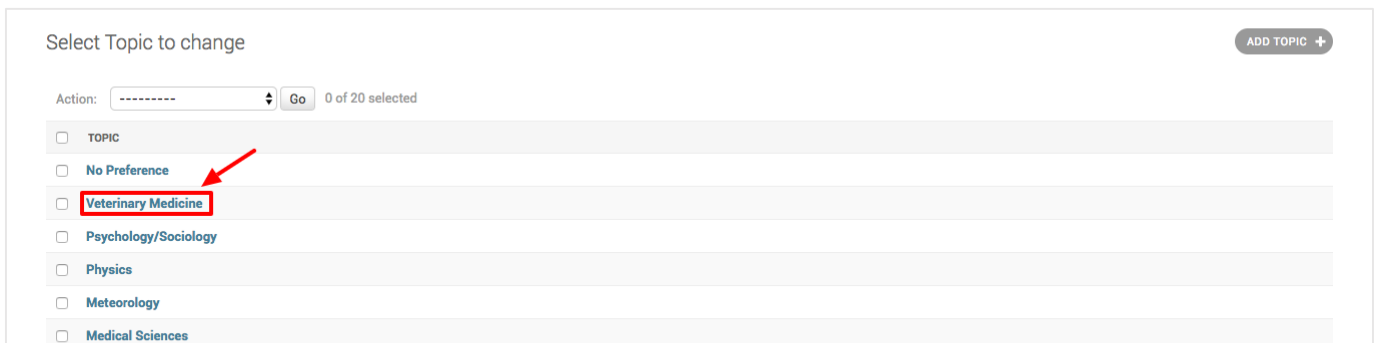 Select Topic to change
ADD TOPIC +
Action: --------- Go 0 of 20 selected
TOPIC
No Preference
Veterinary Medicine
Psychology/Sociology
Physics
Meteorology
Medical Sciences